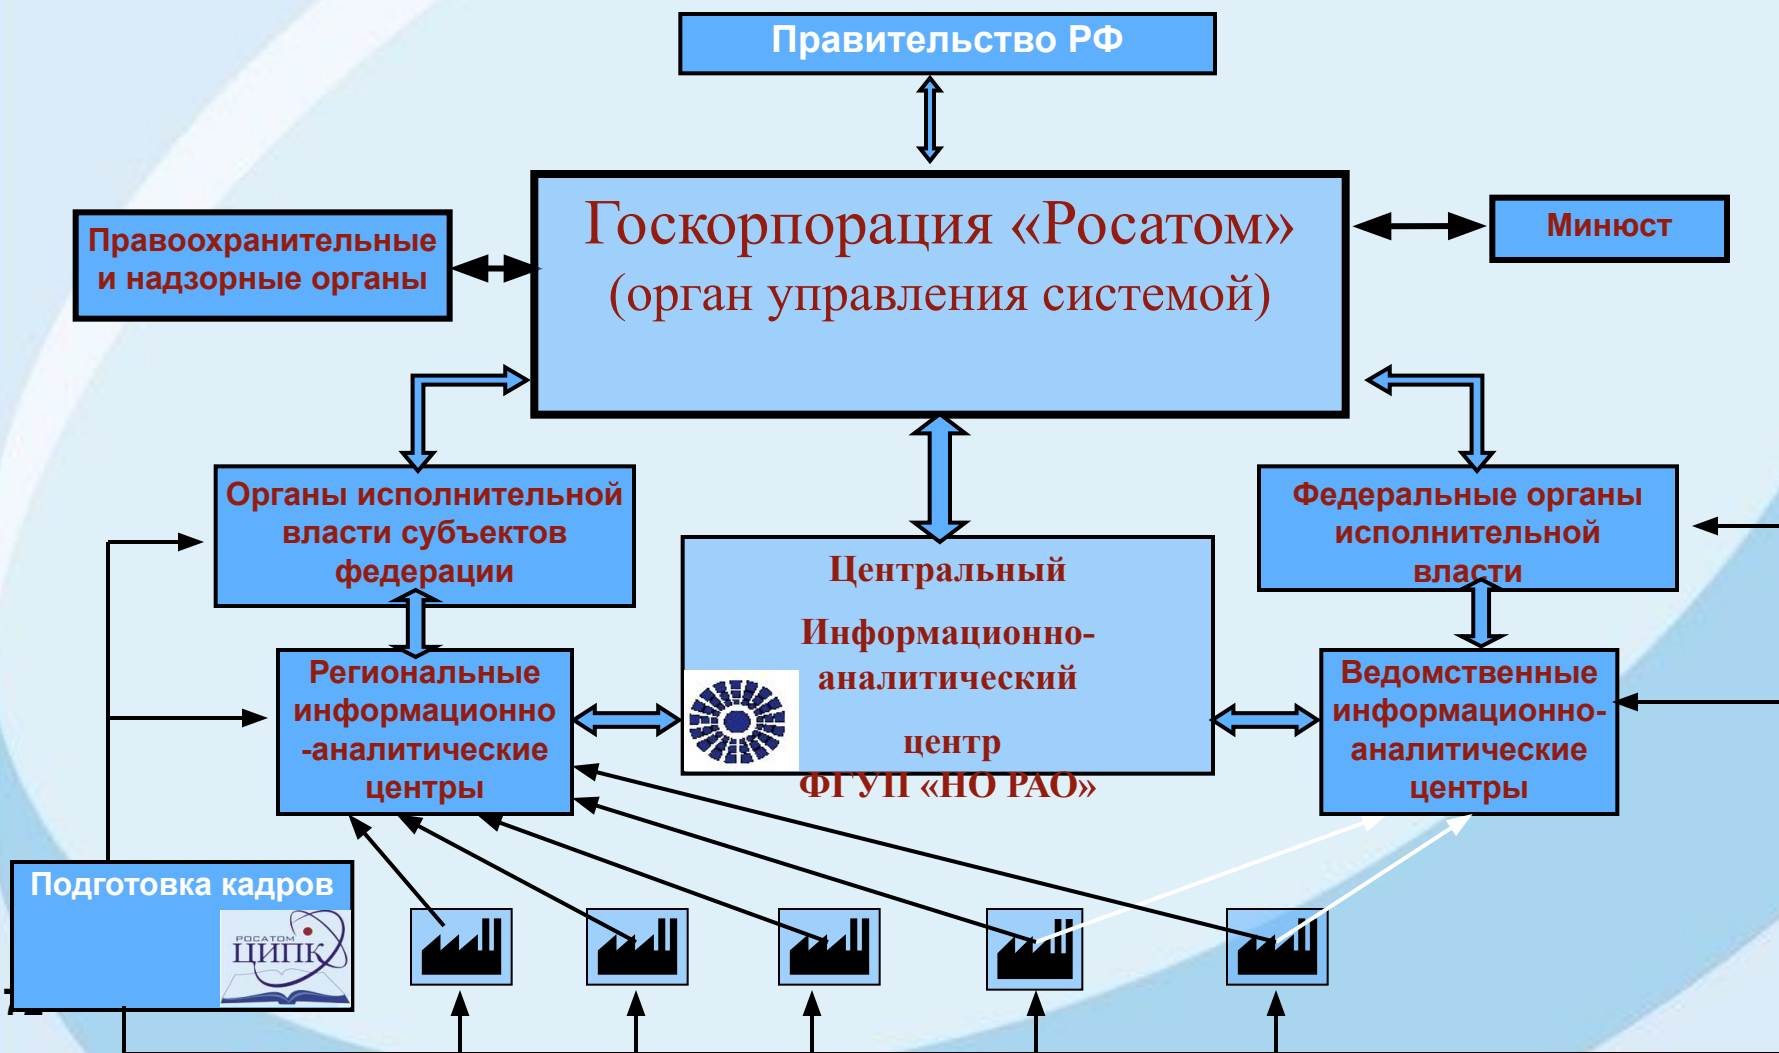 Правительство РФ
Госкорпорация «Росатом»
(орган управления системой)
Правоохранительные
и надзорные органы
Минюст
Органы исполнительной
власти субъектов
федерации
Федеральные органы
исполнительной
власти
Центральный
Информационно-
аналитический
центр
ФГУП «НО РАО»
Региональные
информационно
-аналитические
центры
Ведомственные
информационно-
аналитические
центры
Подготовка кадров
РОСАТОМ
ЦИПК